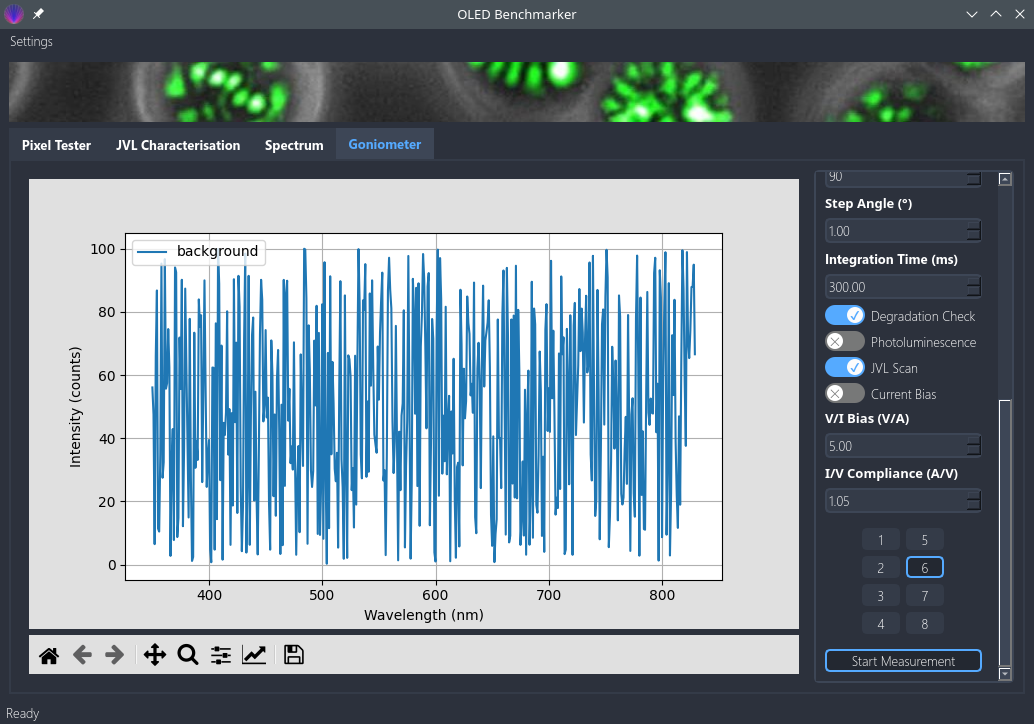 OLED Benchmarker
Settings
Pixel Tester JVL Characterisation Spectrum Goniometer
background
100
80
60
40
20
0
Intensity (counts)
400 500 600 700 800
Wavelength (nm)
90
Step Angle (°)
1.00
Integration Time (ms)
300.00
Degradation Check
Photoluminescence
JVL Scan
Current Bias
V/I Bias (V/A)
5.00
I/V Compliance (A/V)
1.05
1 5
2 6
3 7
4 8
Start Measurement
Ready